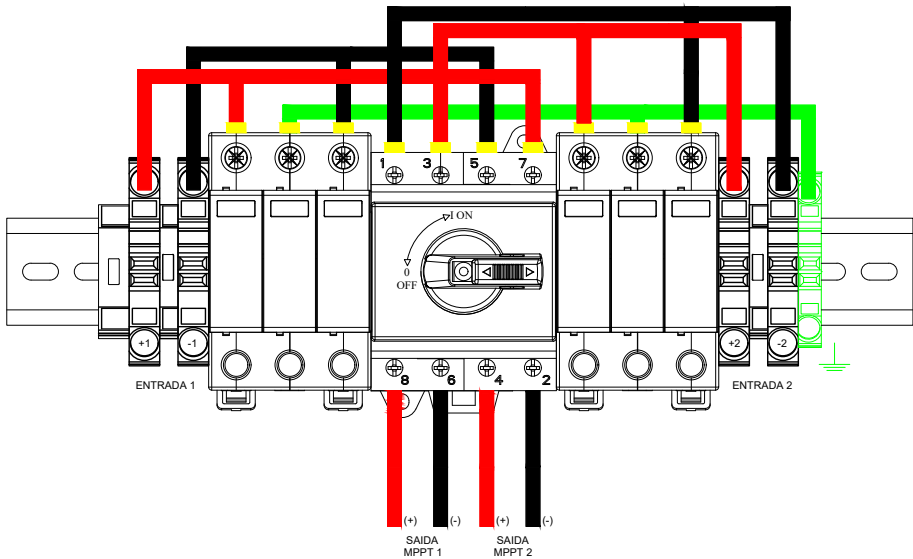 1 3 5 7
I ON
0
OFF
+1 -1 +2 -2
8 6 4 2
ENTRADA 1 ENTRADA 2
(+) (-) (+) (-)
SAIDA
MPPT 1
SAIDA
MPPT 2